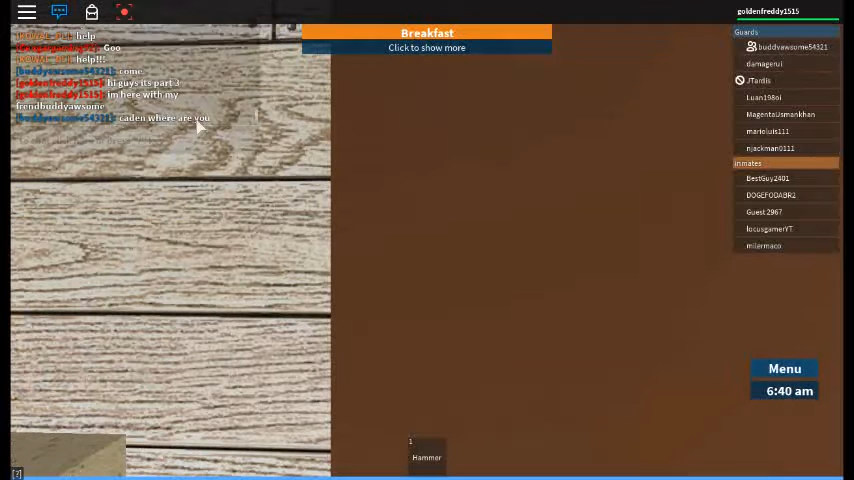 goldenfreddy1515
help
Goo
help!!!
[buddyawsome54321]: come
[goldenfreddy1515]: hi guys its part 3
[goldenfreddy1515]: im here with my
frendbuddyawsome
[buddyawsome54321]: caden where are you
Breakfast
Click to show more
Guards
buddyawsome54321
damagerui
JTardis
Luan198oi
MagentaUsmankhan
marioluis111
njackman0111
inmates
BestGuy2401
DOGEFODABR2
Guest 2967
locusgamerYT
milermaco
Menu
6:40 am
1
Hammer